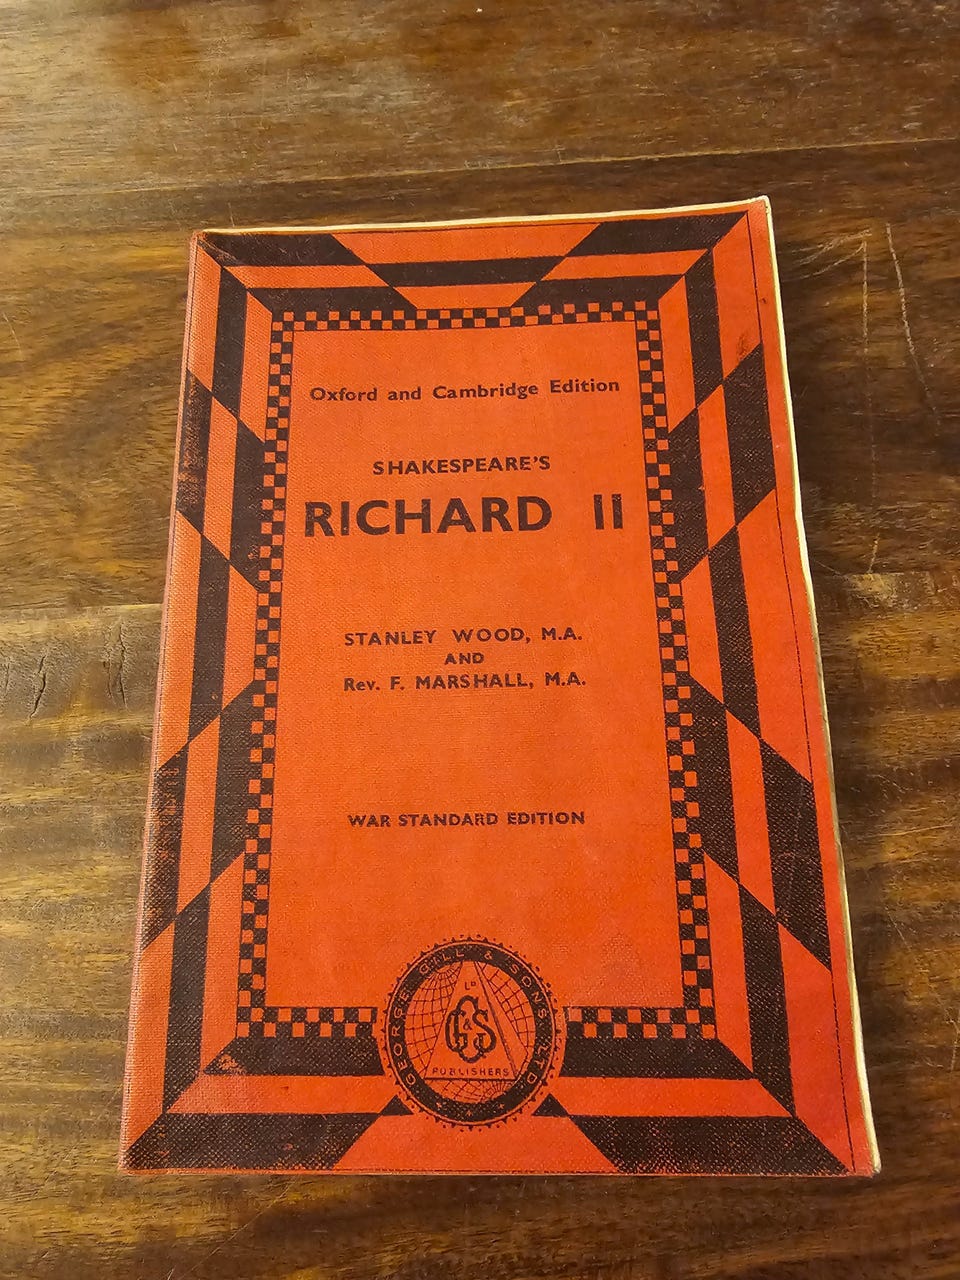 Oxford and Cambridge Edition
SHAKESPEARE'S
RICHARD II
STANLEY WOOD, M.A.
AND
Rev. F. MARSHALL, M.A.
WAR STANDARD EDITION
GEORGE GILL & SONS LTD
LD
G&S
PUBLISHERS